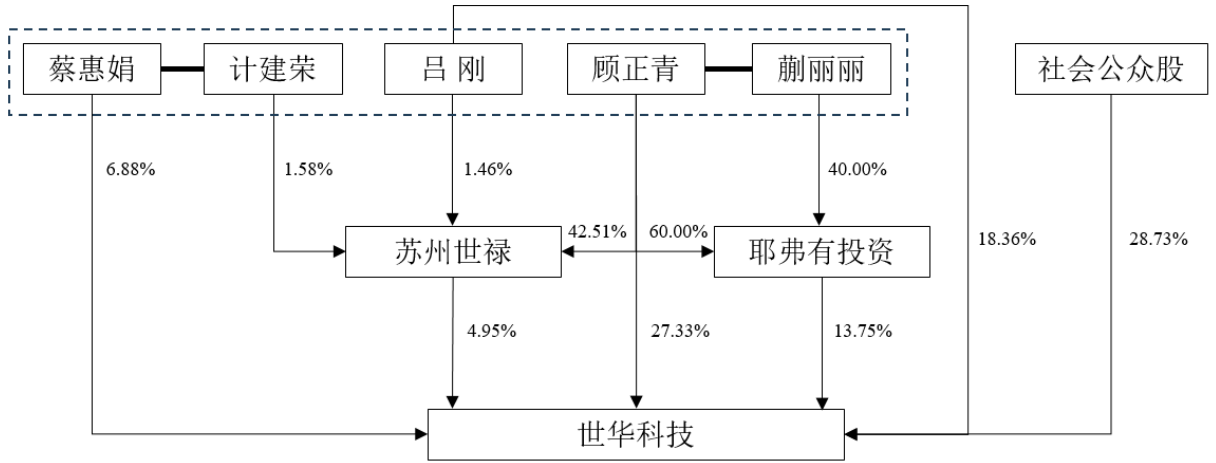 蔡惠娟
计建荣
吕 刚
顾正青
蒯丽丽
社会公众股
6.88%
1.58%
1.46%
40.00%
42.51%
60.00%
18.36%
28.73%
苏州世禄
耶弗有投资
4.95%
27.33%
13.75%
世华科技